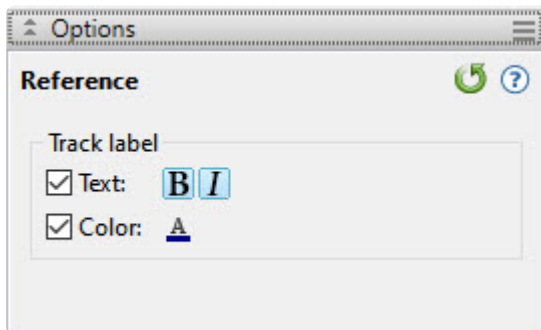 Options
Reference
?
Track label
Text: B I
Color: A